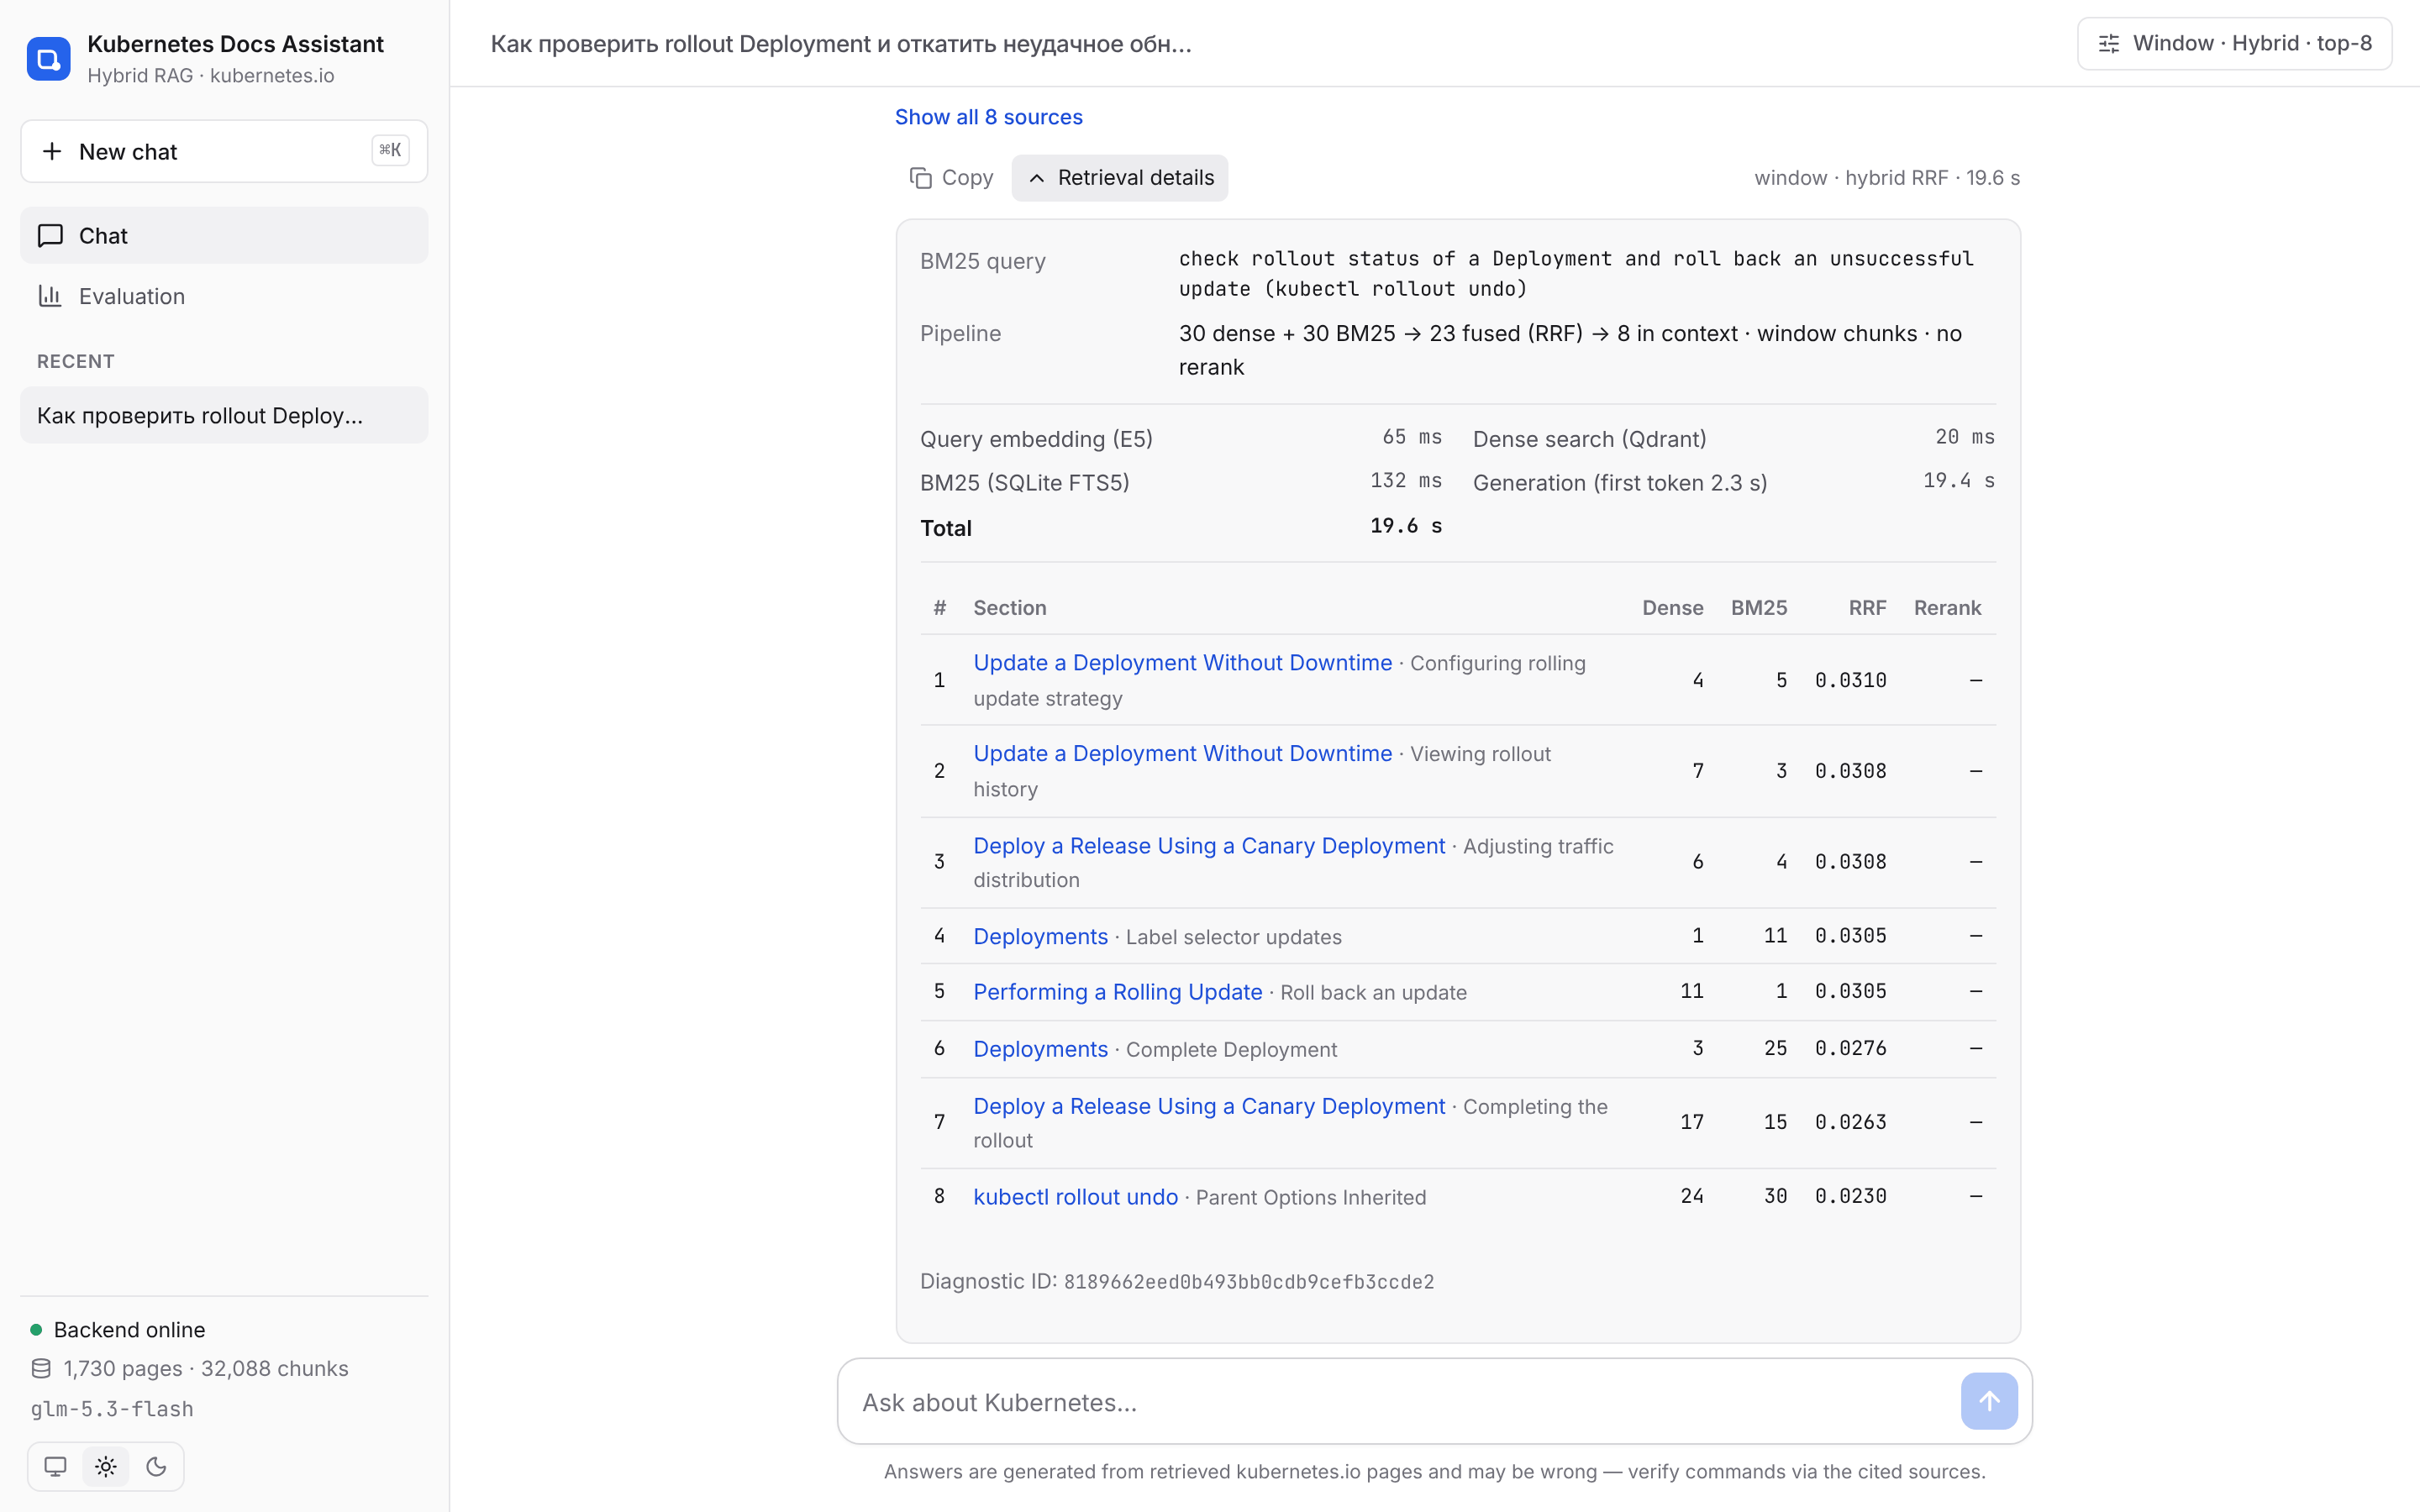 Kubernetes Docs Assistant
Hybrid RAG · kubernetes.io
New chat
⌘K
Chat
Evaluation
RECENT
Как проверить rollout Deploy...
Backend online
1,730 pages · 32,088 chunks
glm-5.3-flash
Как проверить rollout Deployment и откатить неудачное обн...
Window · Hybrid · top-8
Show all 8 sources
Copy
Retrieval details
window · hybrid RRF · 19.6 s
BM25 query
check rollout status of a Deployment and roll back an unsuccessful
update (kubectl rollout undo)
Pipeline
30 dense + 30 BM25 → 23 fused (RRF) → 8 in context · window chunks · no
rerank
Query embedding (E5) 65 ms Dense search (Qdrant) 20 ms
BM25 (SQLite FTS5) 132 ms Generation (first token 2.3 s) 19.4 s
Total 19.6 s
# Section Dense BM25 RRF Rerank
1 Update a Deployment Without Downtime · Configuring rolling
update strategy 4 5 0.0310 —
2 Update a Deployment Without Downtime · Viewing rollout
history 7 3 0.0308 —
3 Deploy a Release Using a Canary Deployment · Adjusting traffic
distribution 6 4 0.0308 —
4 Deployments · Label selector updates 1 11 0.0305 —
5 Performing a Rolling Update · Roll back an update 11 1 0.0305 —
6 Deployments · Complete Deployment 3 25 0.0276 —
7 Deploy a Release Using a Canary Deployment · Completing the
rollout 17 15 0.0263 —
8 kubectl rollout undo · Parent Options Inherited 24 30 0.0230 —
Diagnostic ID: 8189662eed0b493bb0cdb9cefb3ccde2
Ask about Kubernetes...
Answers are generated from retrieved kubernetes.io pages and may be wrong — verify commands via the cited sources.